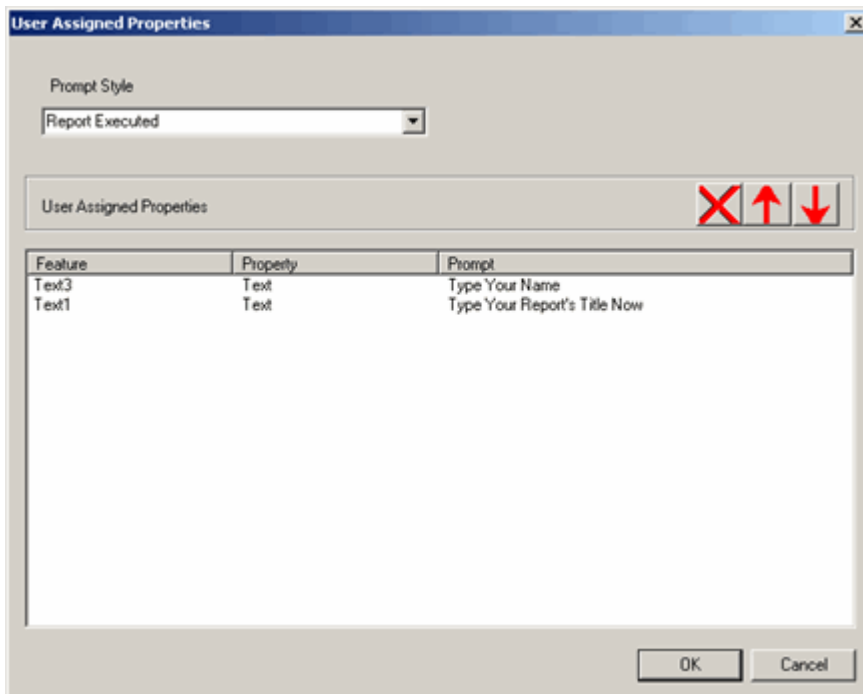 User Assigned Properties
Prompt Style
Report Executed
User Assigned Properties
Feature Property Prompt
Text3 Text Type Your Name
Text1 Text Type Your Report's Title Now
OK Cancel